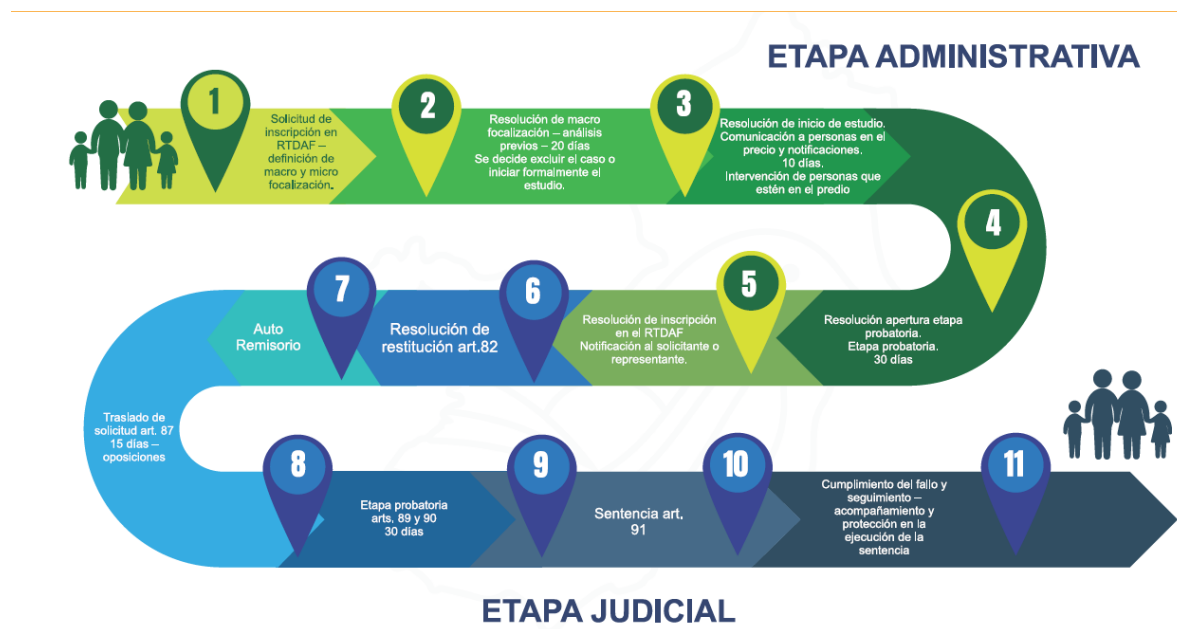 ETAPA ADMINISTRATIVA
1
Solicitud de
inscripción en
RTDAF –
definición de
macro y micro
focalización.
2
Resolución de macro
focalización – análisis
previos – 20 días
Se decide excluir el caso o
iniciar formalmente el
estudio.
3
Resolución de inicio de estudio.
Comunicación a personas en el
precio y notificaciones.
10 días.
Intervención de personas que
estén en el predio
4
Resolución apertura etapa
probatoria.
Etapa probatoria.
30 días
5
Resolución de inscripción
en el RTDAF
Notificación al solicitante o
representante.
6
Resolución de
restitución art.82
7
Auto
Remisorio
Traslado de
solicitud art. 87
15 días –
oposiciones
8
Etapa probatoria
arts, 89 y 90
30 días
9
Sentencia art.
91
10
Cumplimiento del fallo y
seguimiento –
acompañamiento y
protección en la
ejecución de la
sentencia
11
ETAPA JUDICIAL